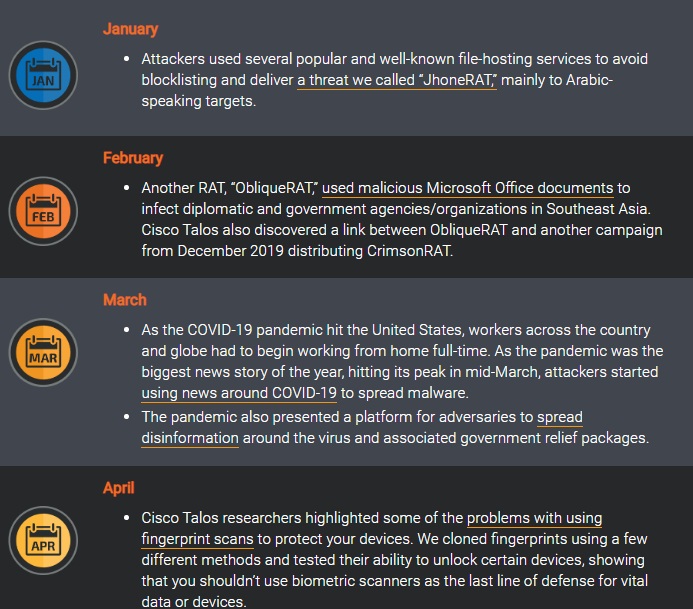 January
JAN
• Attackers used several popular and well-known file-hosting services to avoid
blocklisting and deliver a threat we called “JhoneRAT,” mainly to Arabic-
speaking targets.
February
FEB
• Another RAT, “ObliqueRAT,” used malicious Microsoft Office documents to
infect diplomatic and government agencies/organizations in Southeast Asia.
Cisco Talos also discovered a link between ObliqueRAT and another campaign
from December 2019 distributing CrimsonRAT.
March
MAR
• As the COVID-19 pandemic hit the United States, workers across the country
and globe had to begin working from home full-time. As the pandemic was the
biggest news story of the year, hitting its peak in mid-March, attackers started
using news around COVID-19 to spread malware.
• The pandemic also presented a platform for adversaries to spread
disinformation around the virus and associated government relief packages.
April
APR
• Cisco Talos researchers highlighted some of the problems with using
fingerprint scans to protect your devices. We cloned fingerprints using a few
different methods and tested their ability to unlock certain devices, showing
that you shouldn’t use biometric scanners as the last line of defense for vital
data or devices.